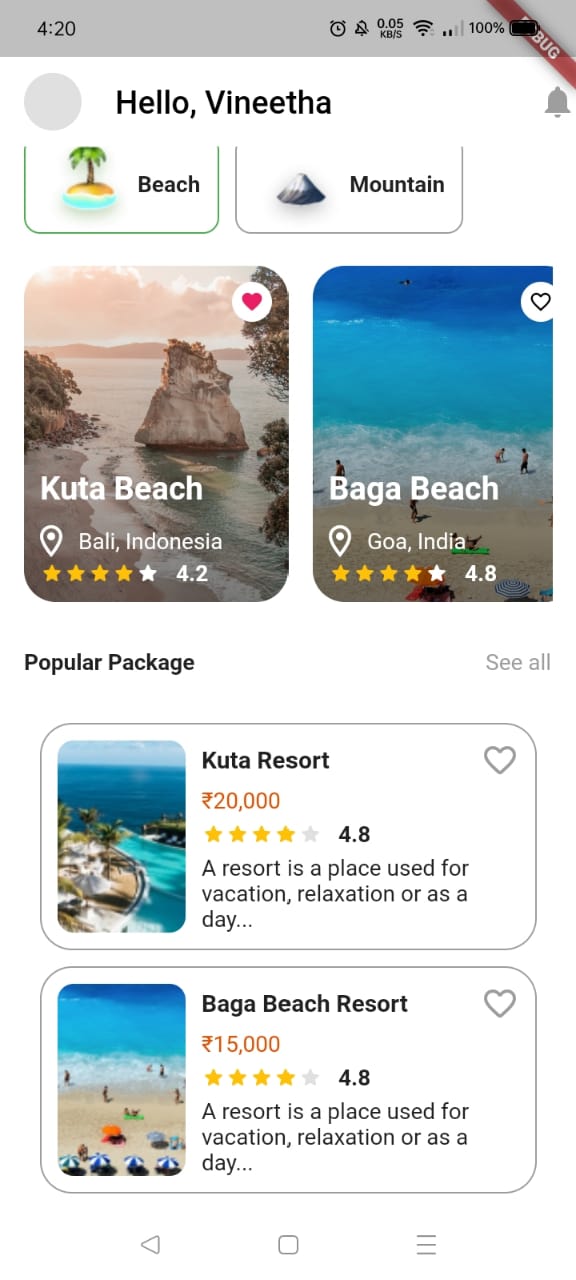 4:20
0.05
KB/S
100%
BUG
Hello, Vineetha
Beach
Mountain
Kuta Beach
Bali, Indonesia
4.2
Baga Beach
Goa, India
4.8
Popular Package
See all
Kuta Resort
₹20,000
4.8
A resort is a place used for
vacation, relaxation or as a
day...
Baga Beach Resort
₹15,000
4.8
A resort is a place used for
vacation, relaxation or as a
day...